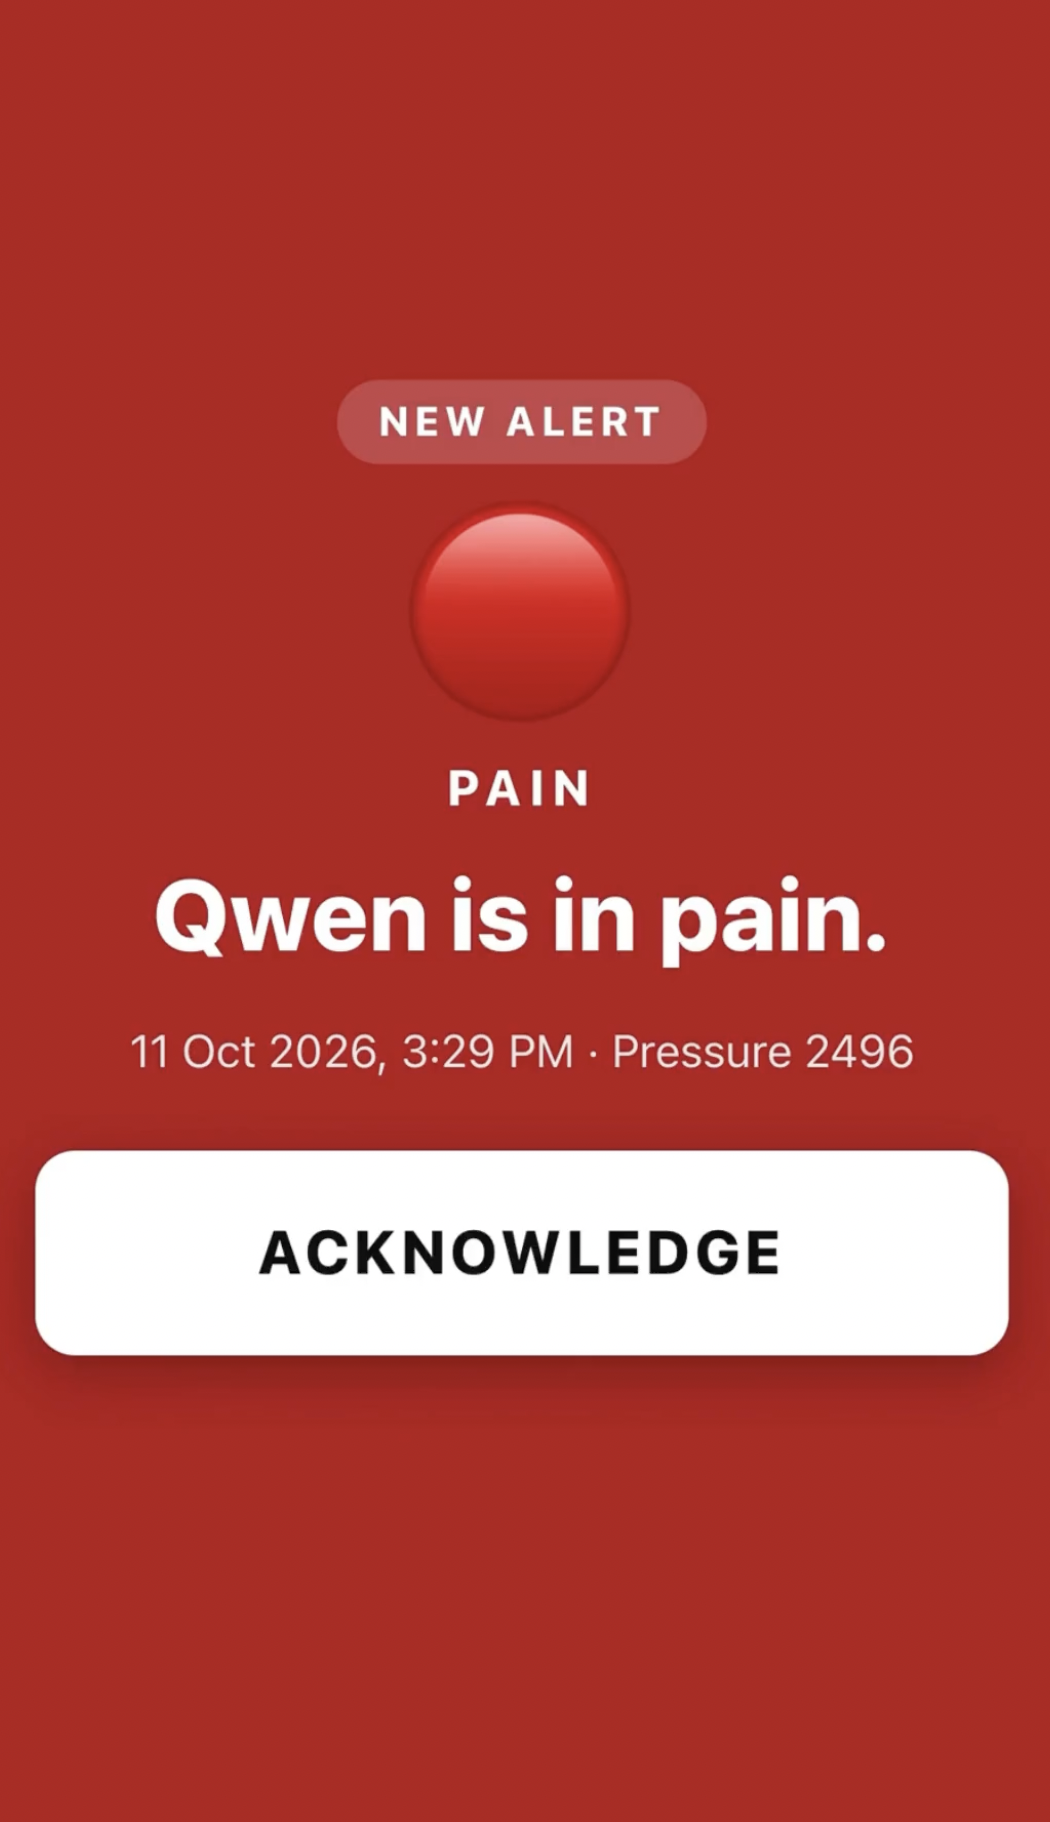 NEW ALERT
PAIN
Qwen is in pain.
11 Oct 2026, 3:29 PM · Pressure 2496
ACKNOWLEDGE